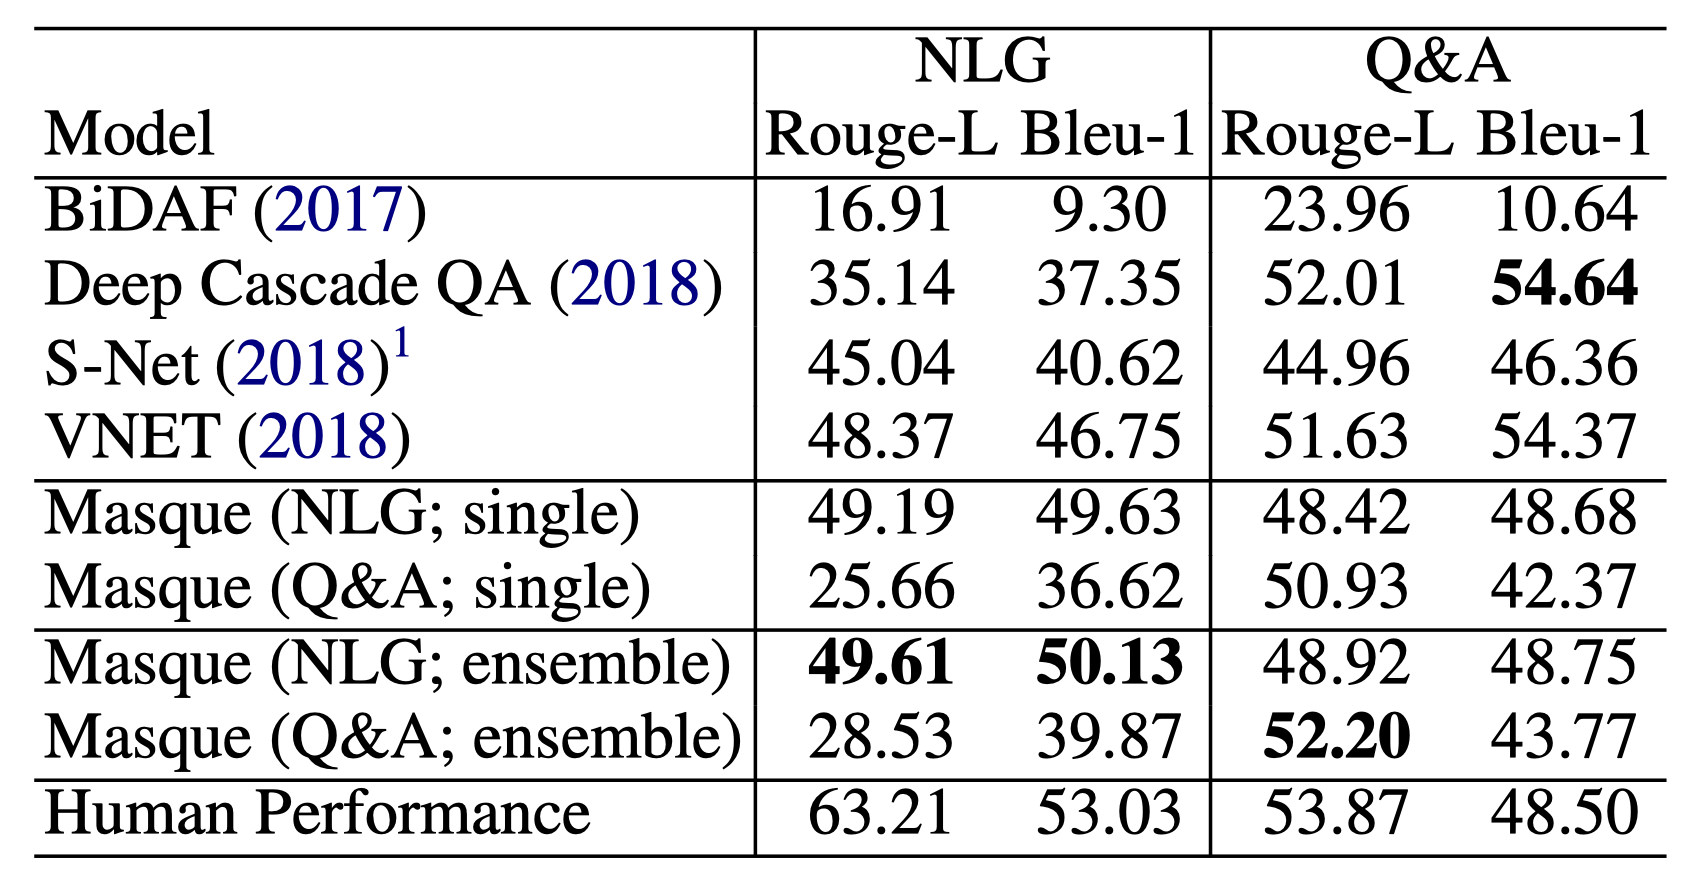 NLG Q&A
Model Rouge-L Bleu-1 Rouge-L Bleu-1
BiDAF (2017) 16.91 9.30 23.96 10.64
Deep Cascade QA (2018) 35.14 37.35 52.01 54.64
S-Net (2018)¹ 45.04 40.62 44.96 46.36
VNET (2018) 48.37 46.75 51.63 54.37
Masque (NLG; single) 49.19 49.63 48.42 48.68
Masque (Q&A; single) 25.66 36.62 50.93 42.37
Masque (NLG; ensemble) 49.61 50.13 48.92 48.75
Masque (Q&A; ensemble) 28.53 39.87 52.20 43.77
Human Performance 63.21 53.03 53.87 48.50